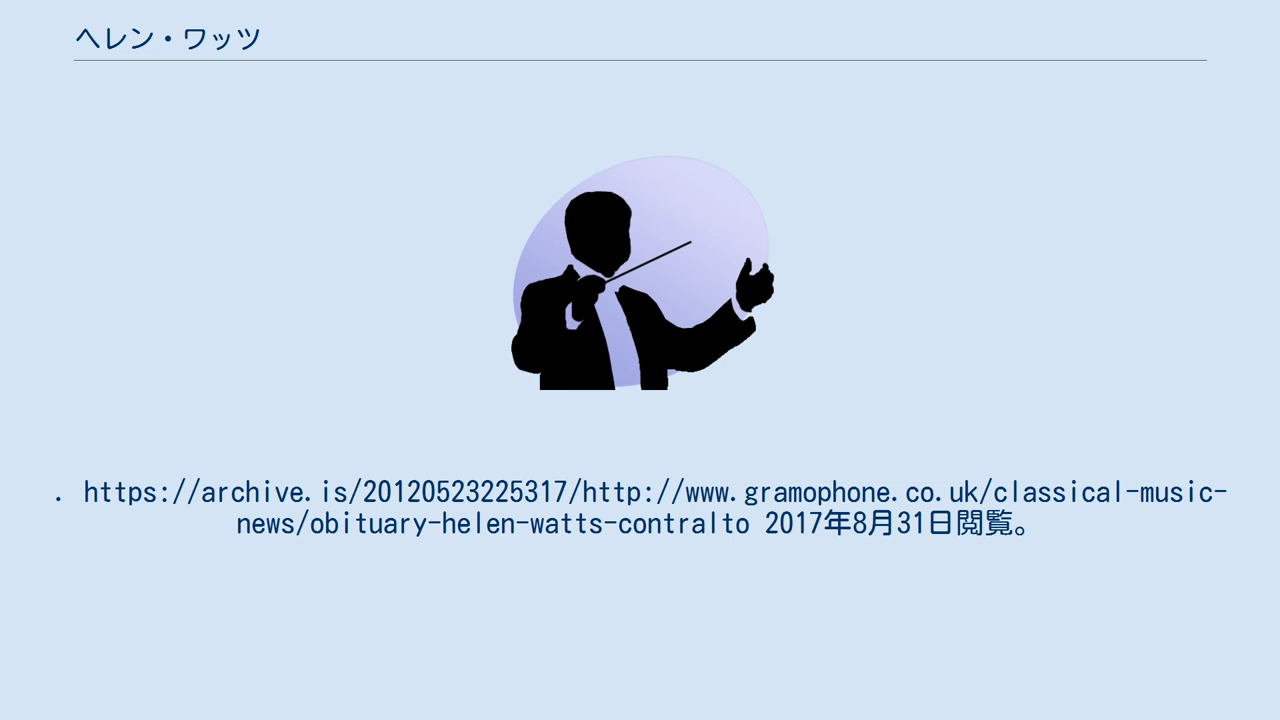 ヘレン・ワッツ
. https://archive.is/20120523225317/http://www.gramophone.co.uk/classical-music-
news/obituary-helen-watts-contralto 2017年8月31日閲覧。